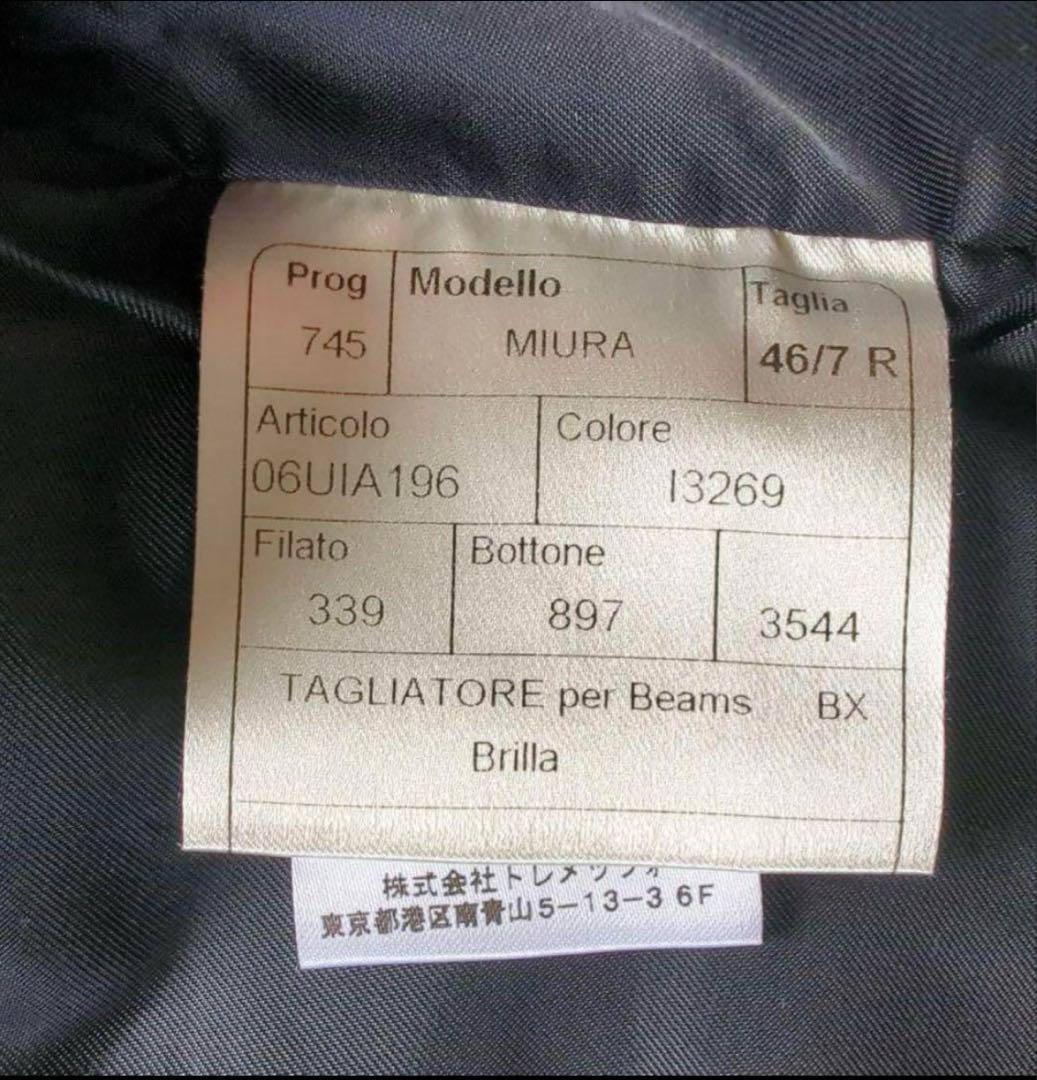 Prog Modello Taglia
745 MIURA 46/7 R
Articolo Colore
06UIA196 I3269
Filato Bottone
339 897 3544
TAGLIATORE per Beams BX
Brilla
株式会社トレメッツォ
東京都港区南青山5-13-3 6F